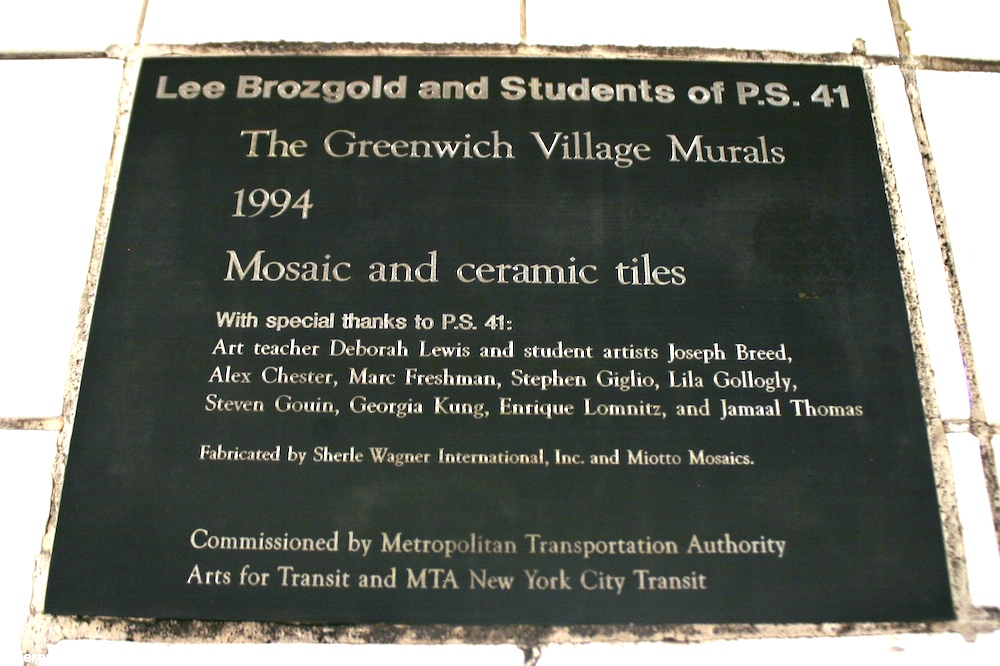 Lee Brozgold and Students of P.S. 41
The Greenwich Village Murals
1994
Mosaic and ceramic tiles
With special thanks to P.S. 41:
Art teacher Deborah Lewis and student artists Joseph Breed,
Alex Chester, Marc Freshman, Stephen Giglio, Lila Gollogly,
Steven Gouin, Georgia Kung, Enrique Lomnitz, and Jamaal Thomas
Fabricated by Sherle Wagner International, Inc. and Miotto Mosaics.
Commissioned by Metropolitan Transportation Authority
Arts for Transit and MTA New York City Transit